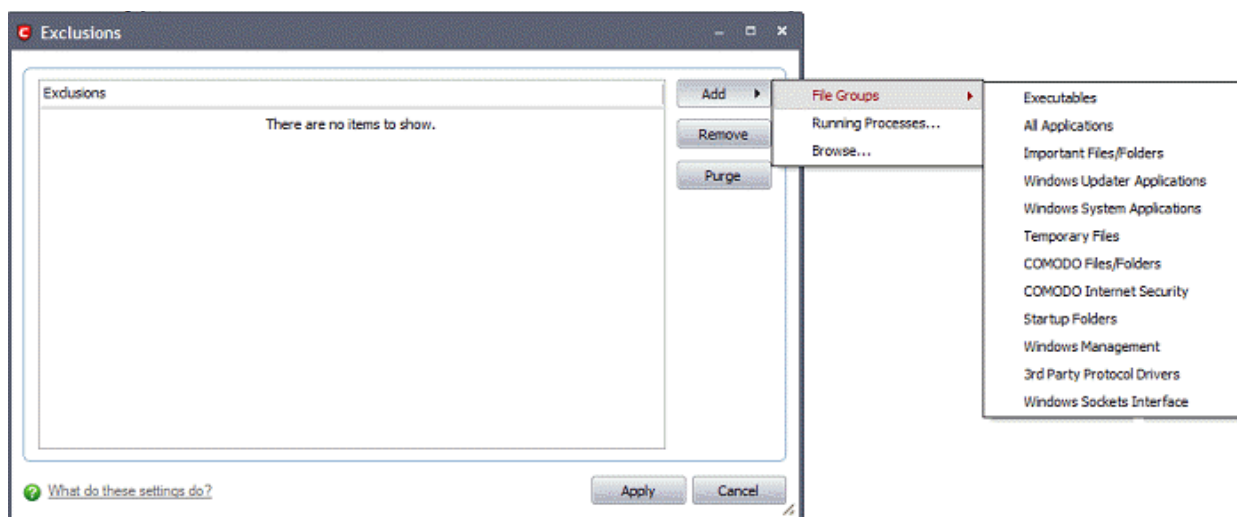 Exclusions
Exclusions
There are no items to show.
Add
Remove
Purge
File Groups
Running Processes...
Browse...
Executables
All Applications
Important Files/Folders
Windows Updater Applications
Windows System Applications
Temporary Files
COMODO Files/Folders
COMODO Internet Security
Startup Folders
Windows Management
3rd Party Protocol Drivers
Windows Sockets Interface
What do these settings do?
Apply
Cancel